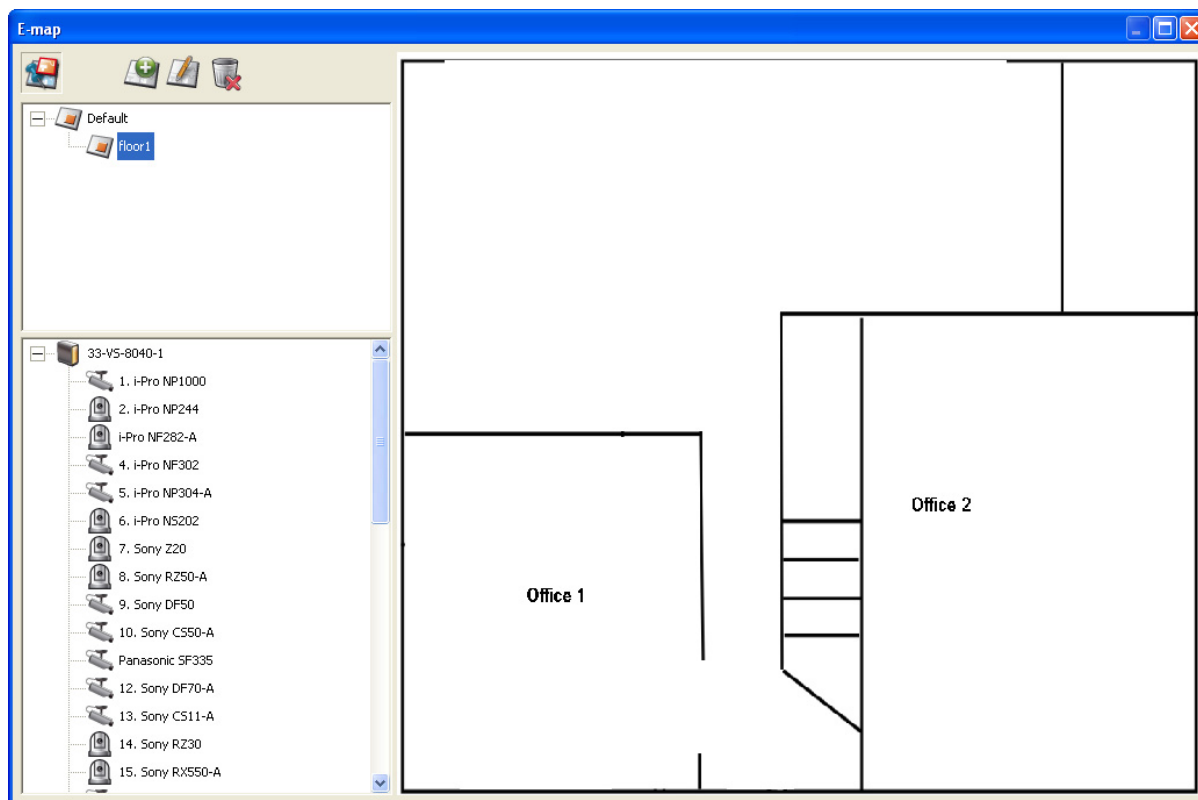 E-map
Default
floor1
33-VS-8040-1
1. i-Pro NP1000
2. i-Pro NP244
i-Pro NF282-A
4. i-Pro NF302
5. i-Pro NP304-A
6. i-Pro NS202
7. Sony Z20
8. Sony RZ50-A
9. Sony DF50
10. Sony CS50-A
Panasonic SF335
12. Sony DF70-A
13. Sony CS11-A
14. Sony RZ30
15. Sony RX550-A
Office 1
Office 2